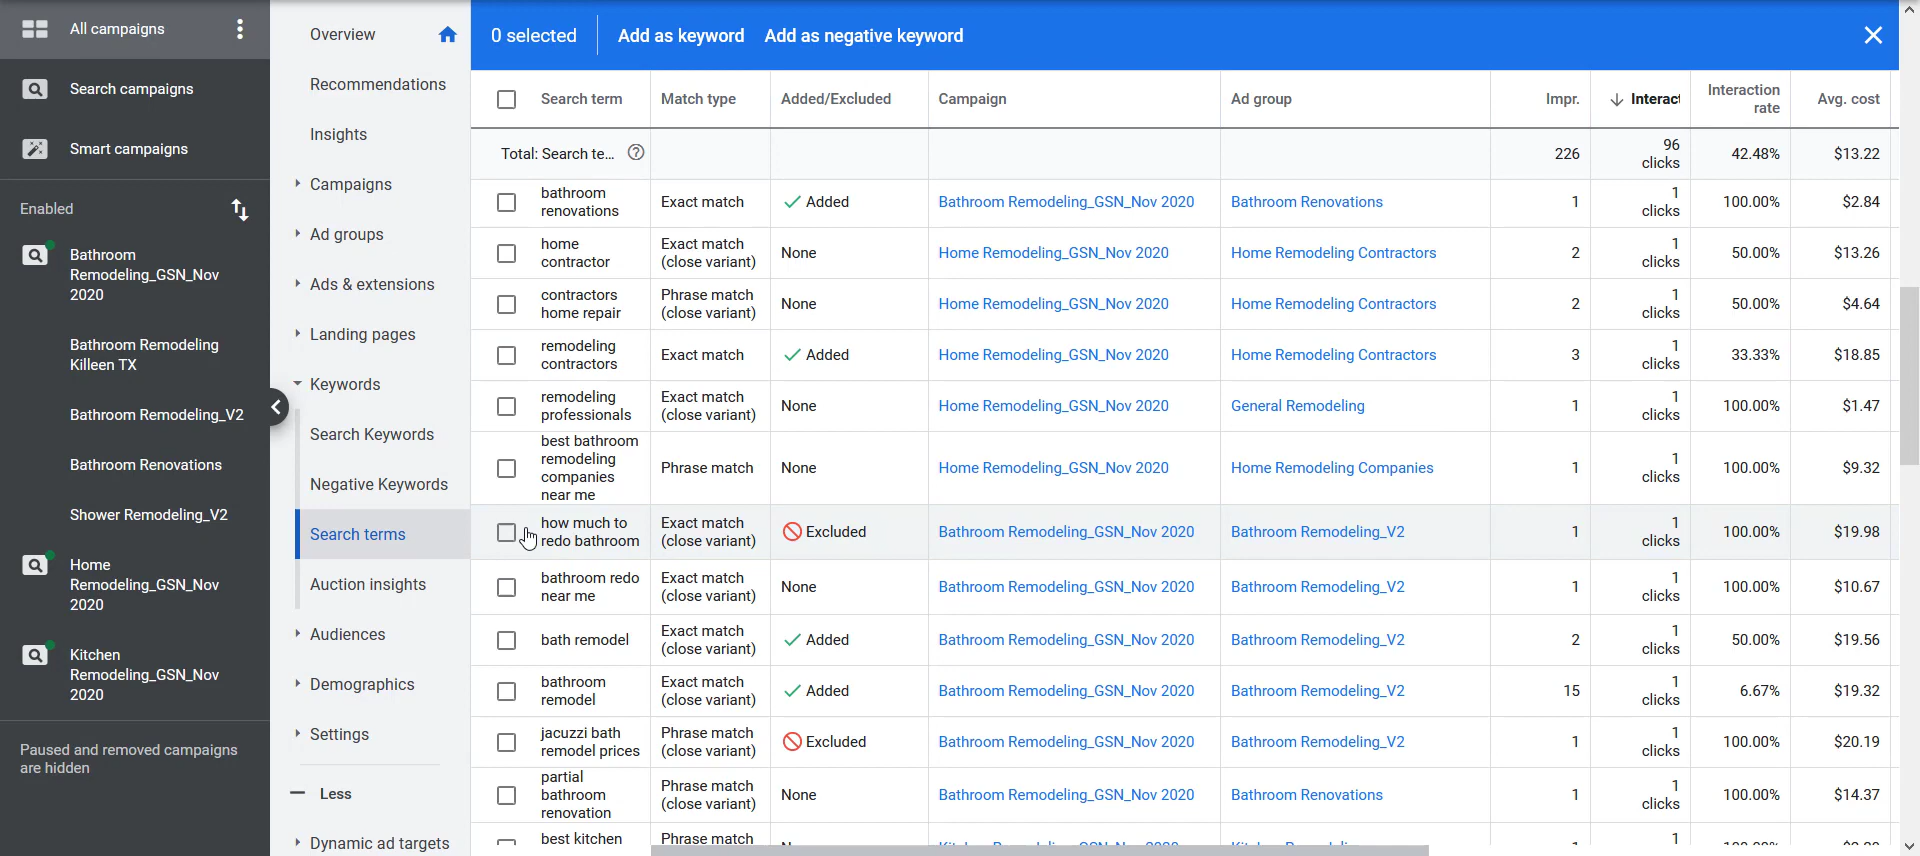 All campaigns
Search campaigns
Smart campaigns
Enabled
Bathroom
Remodeling_GSN_Nov
2020
Bathroom Remodeling
Killeen TX
Bathroom Remodeling_V2
Bathroom Renovations
Shower Remodeling_V2
Home
Remodeling_GSN_Nov
2020
Kitchen
Remodeling_GSN_Nov
2020
Paused and removed campaigns
are hidden
Overview
Recommendations
Insights
Campaigns
Ad groups
Ads & extensions
Landing pages
Keywords
Search Keywords
Negative Keywords
Search terms
Auction insights
Audiences
Demographics
Settings
Less
Dynamic ad targets
0 selected Add as keyword Add as negative keyword
Search term Match type Added/Excluded Campaign Ad group Impr. Interact Interaction rate Avg. cost
Total: Search te... 226 96 clicks 42.48% $13.22
bathroom renovations Exact match Added Bathroom Remodeling_GSN_Nov 2020 Bathroom Renovations 1 1 clicks 100.00% $2.84
home contractor Exact match (close variant) None Home Remodeling_GSN_Nov 2020 Home Remodeling Contractors 2 1 clicks 50.00% $13.26
contractors home repair Phrase match (close variant) None Home Remodeling_GSN_Nov 2020 Home Remodeling Contractors 2 1 clicks 50.00% $4.64
remodeling contractors Exact match Added Home Remodeling_GSN_Nov 2020 Home Remodeling Contractors 3 1 clicks 33.33% $18.85
remodeling professionals Exact match (close variant) None Home Remodeling_GSN_Nov 2020 General Remodeling 1 1 clicks 100.00% $1.47
best bathroom remodeling companies near me Phrase match None Home Remodeling_GSN_Nov 2020 Home Remodeling Companies 1 1 clicks 100.00% $9.32
how much to redo bathroom Exact match (close variant) Excluded Bathroom Remodeling_GSN_Nov 2020 Bathroom Remodeling_V2 1 1 clicks 100.00% $19.98
bathroom redo near me Exact match (close variant) None Bathroom Remodeling_GSN_Nov 2020 Bathroom Remodeling_V2 1 1 clicks 100.00% $10.67
bath remodel Exact match (close variant) Added Bathroom Remodeling_GSN_Nov 2020 Bathroom Remodeling_V2 2 1 clicks 50.00% $19.56
bathroom remodel Exact match (close variant) Added Bathroom Remodeling_GSN_Nov 2020 Bathroom Remodeling_V2 15 1 clicks 6.67% $19.32
jacuzzi bath remodel prices Phrase match (close variant) Excluded Bathroom Remodeling_GSN_Nov 2020 Bathroom Remodeling_V2 1 1 clicks 100.00% $20.19
partial bathroom renovation Phrase match (close variant) None Bathroom Remodeling_GSN_Nov 2020 Bathroom Renovations 1 1 clicks 100.00% $14.37
best kitchen Phrase match 1